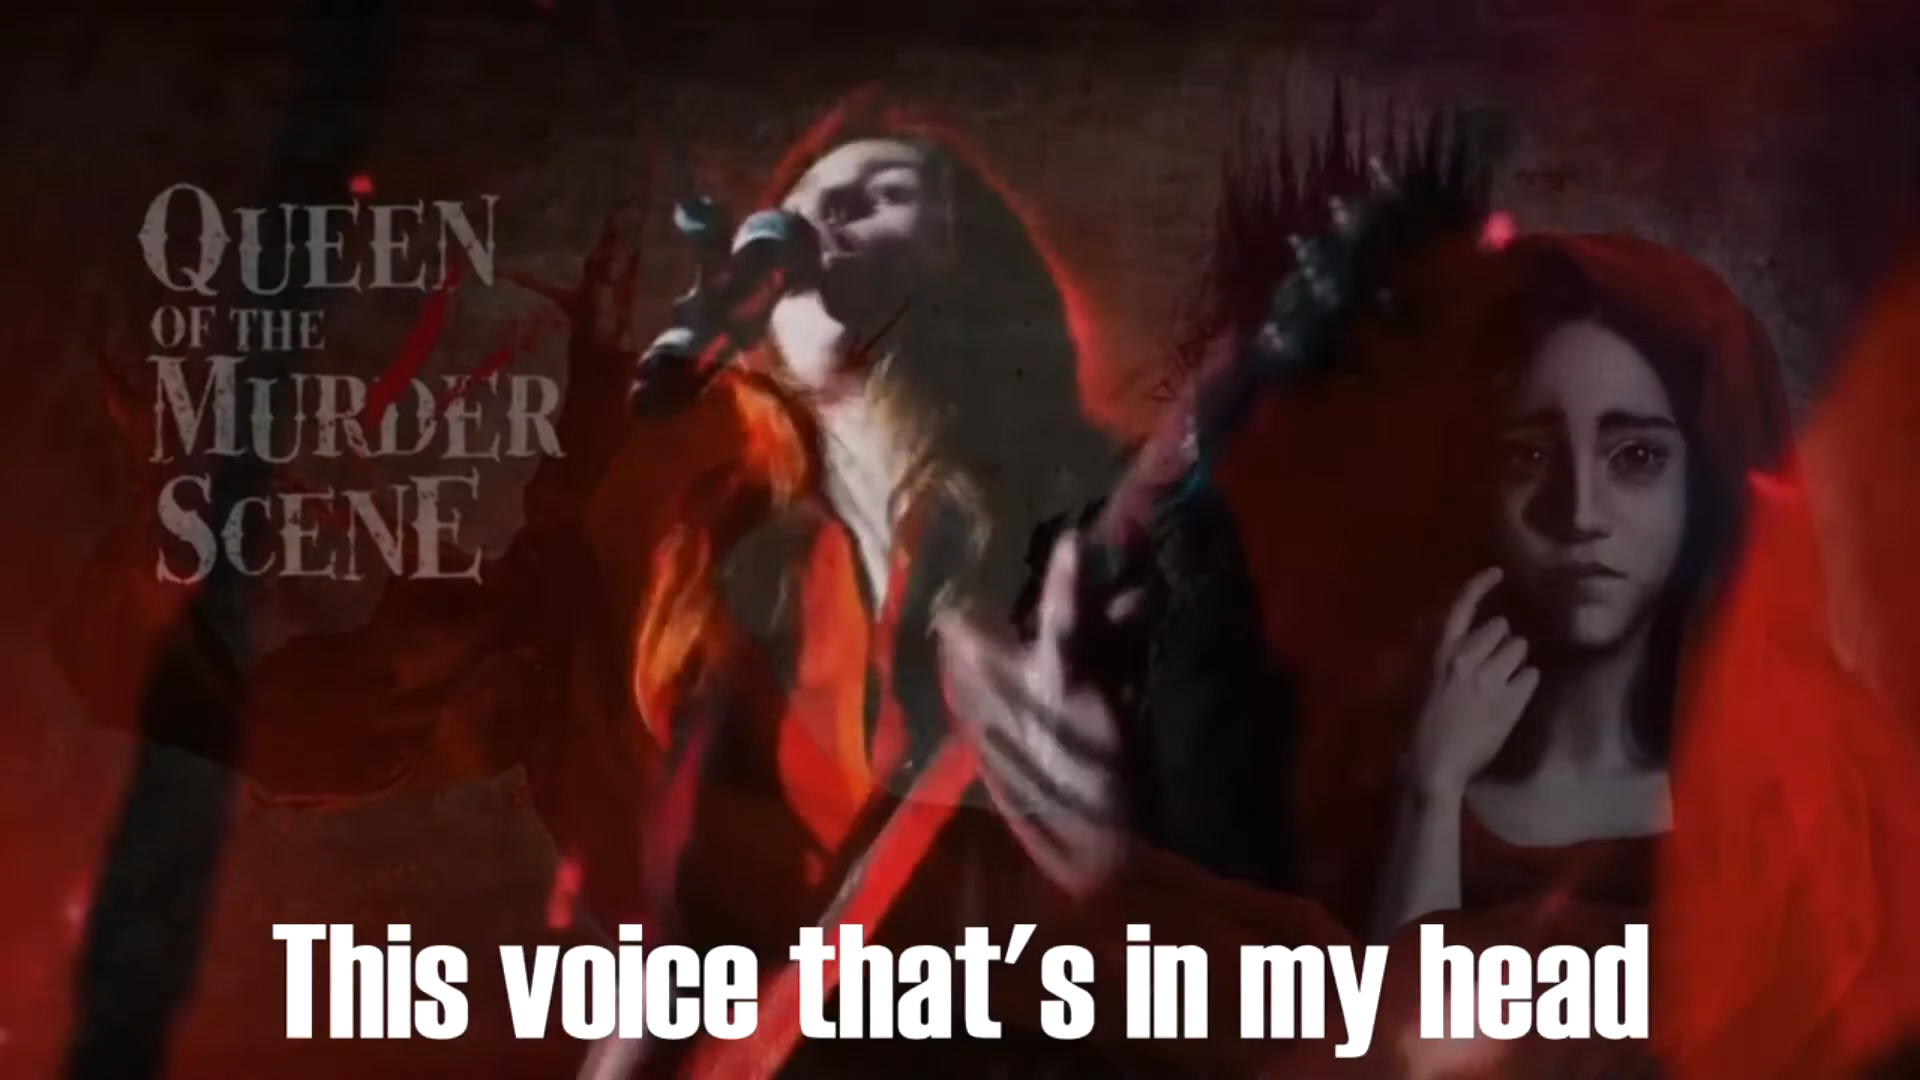 Queen
of the
Murder
Scene
This voice that's in my head